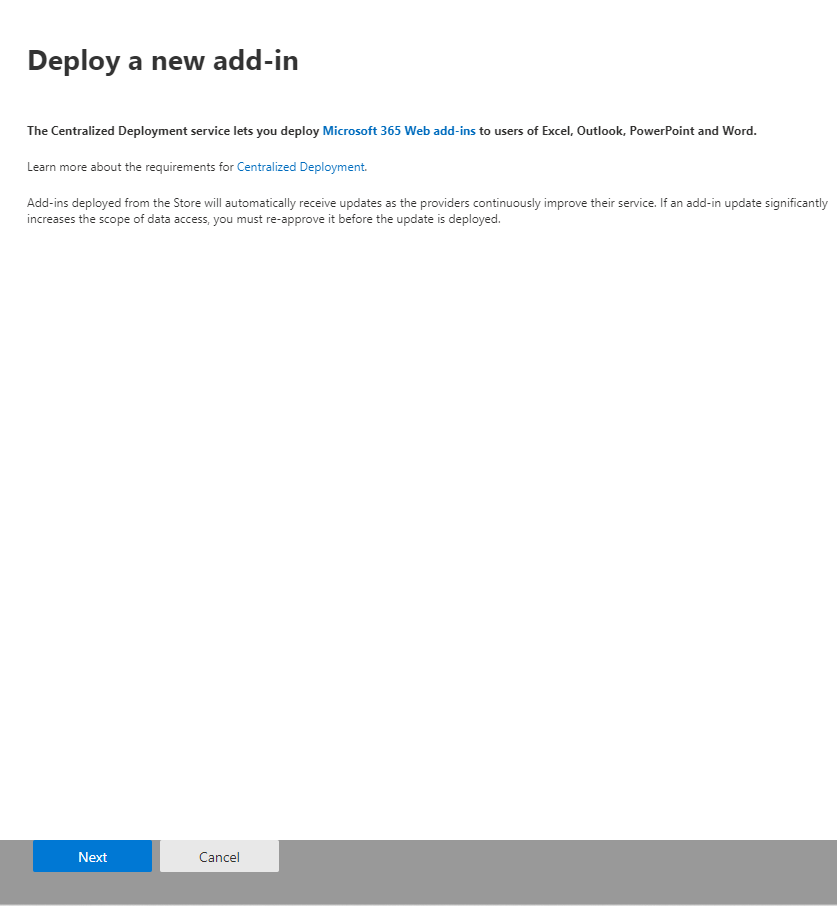 Deploy a new add-in
The Centralized Deployment service lets you deploy Microsoft 365 Web add-ins to users of Excel, Outlook, PowerPoint and Word.
Learn more about the requirements for Centralized Deployment.
Add-ins deployed from the Store will automatically receive updates as the providers continuously improve their service. If an add-in update significantly
increases the scope of data access, you must re-approve it before the update is deployed.
Next Cancel